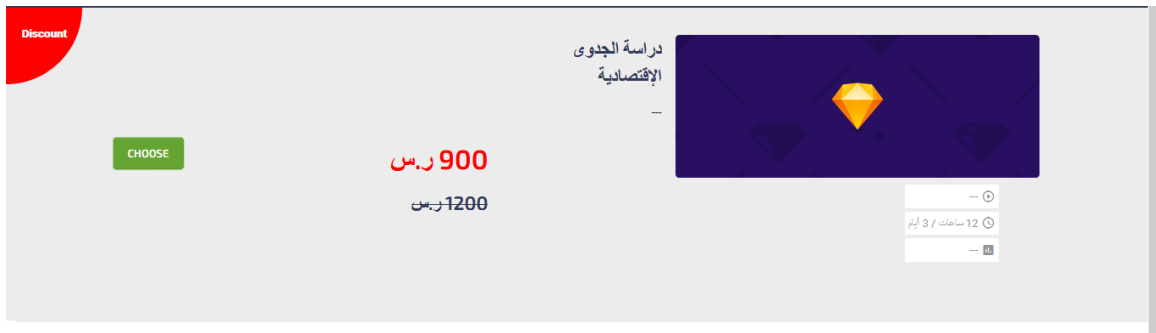 Discount
دراسة الجدوى
الإقتصادية
---
900 ر.س
1200 ر.س
CHOOSE
---
12 ساعات / 3 أيام
---